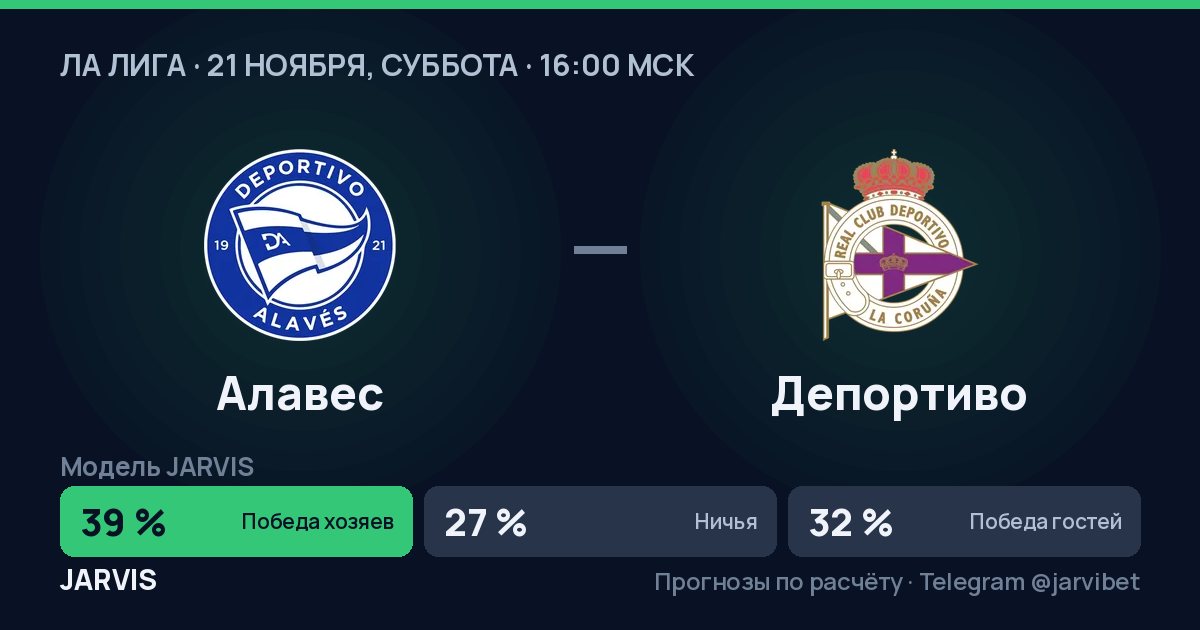 ЛА ЛИГА · 21 НОЯБРЯ, СУББОТА · 16:00 МСК
DEPORTIVO
19 DA 21
ALAVÉS
REAL CLUB DEPORTIVO
LA CORUÑA
—
Алавес
Депортиво
Модель JARVIS
39 % Победа хозяев
27 % Ничья
32 % Победа гостей
JARVIS
Прогнозы по расчёту · Telegram @jarvibet